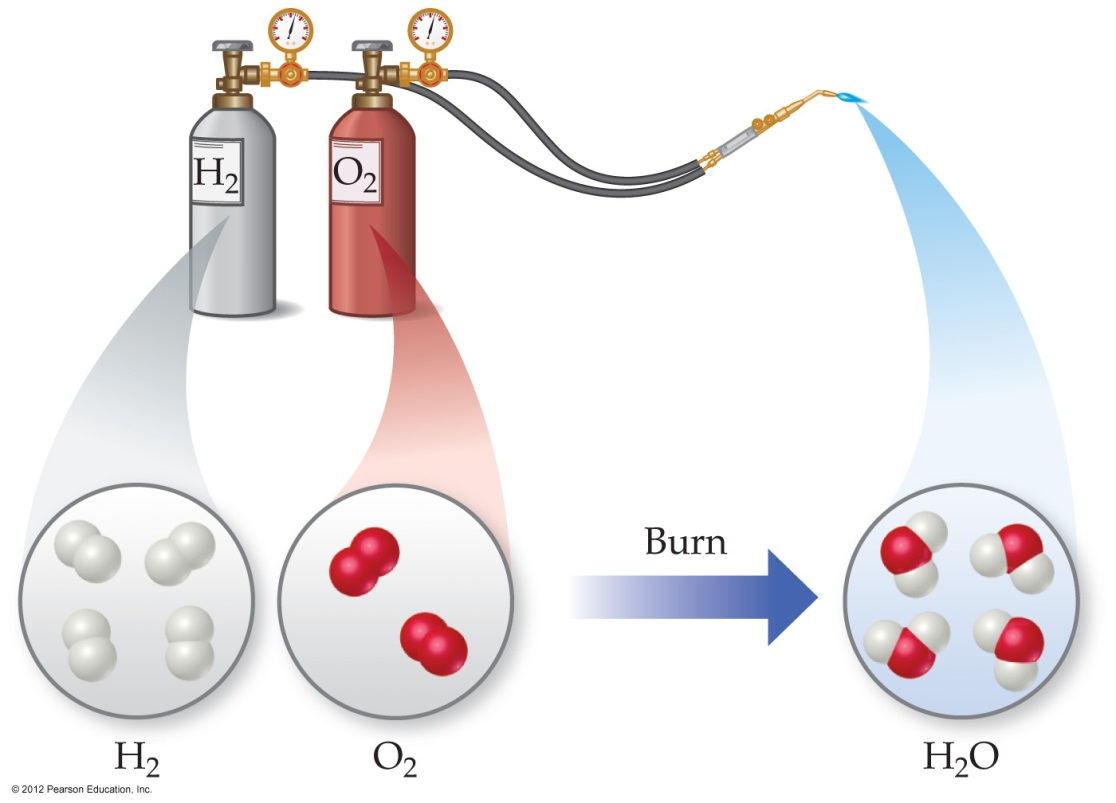 H₂
O₂
Burn
H₂
O₂
H₂O
© 2012 Pearson Education, Inc.